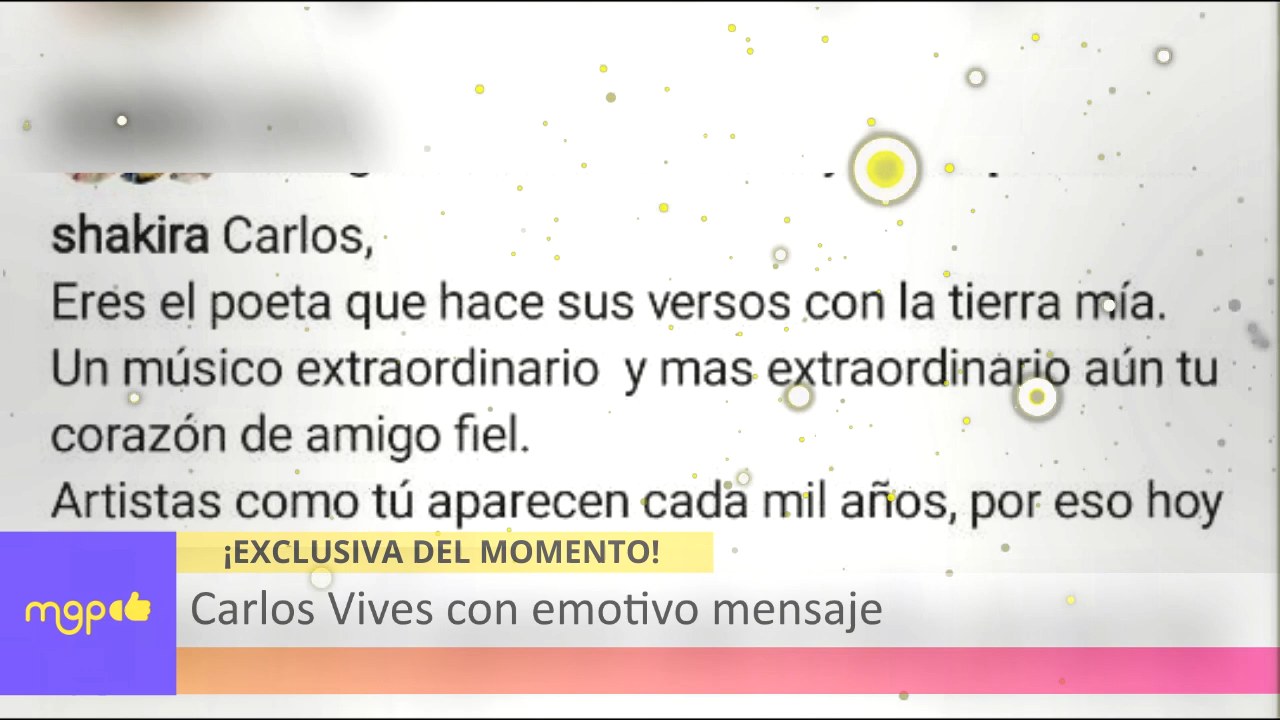 shakira Carlos,
Eres el poeta que hace sus versos con la tierra mía.
Un músico extraordinario y mas extraordinario aún tu
corazón de amigo fiel.
Artistas como tú aparecen cada mil años, por eso hoy
¡EXCLUSIVA DEL MOMENTO!
mgp
Carlos Vives con emotivo mensaje